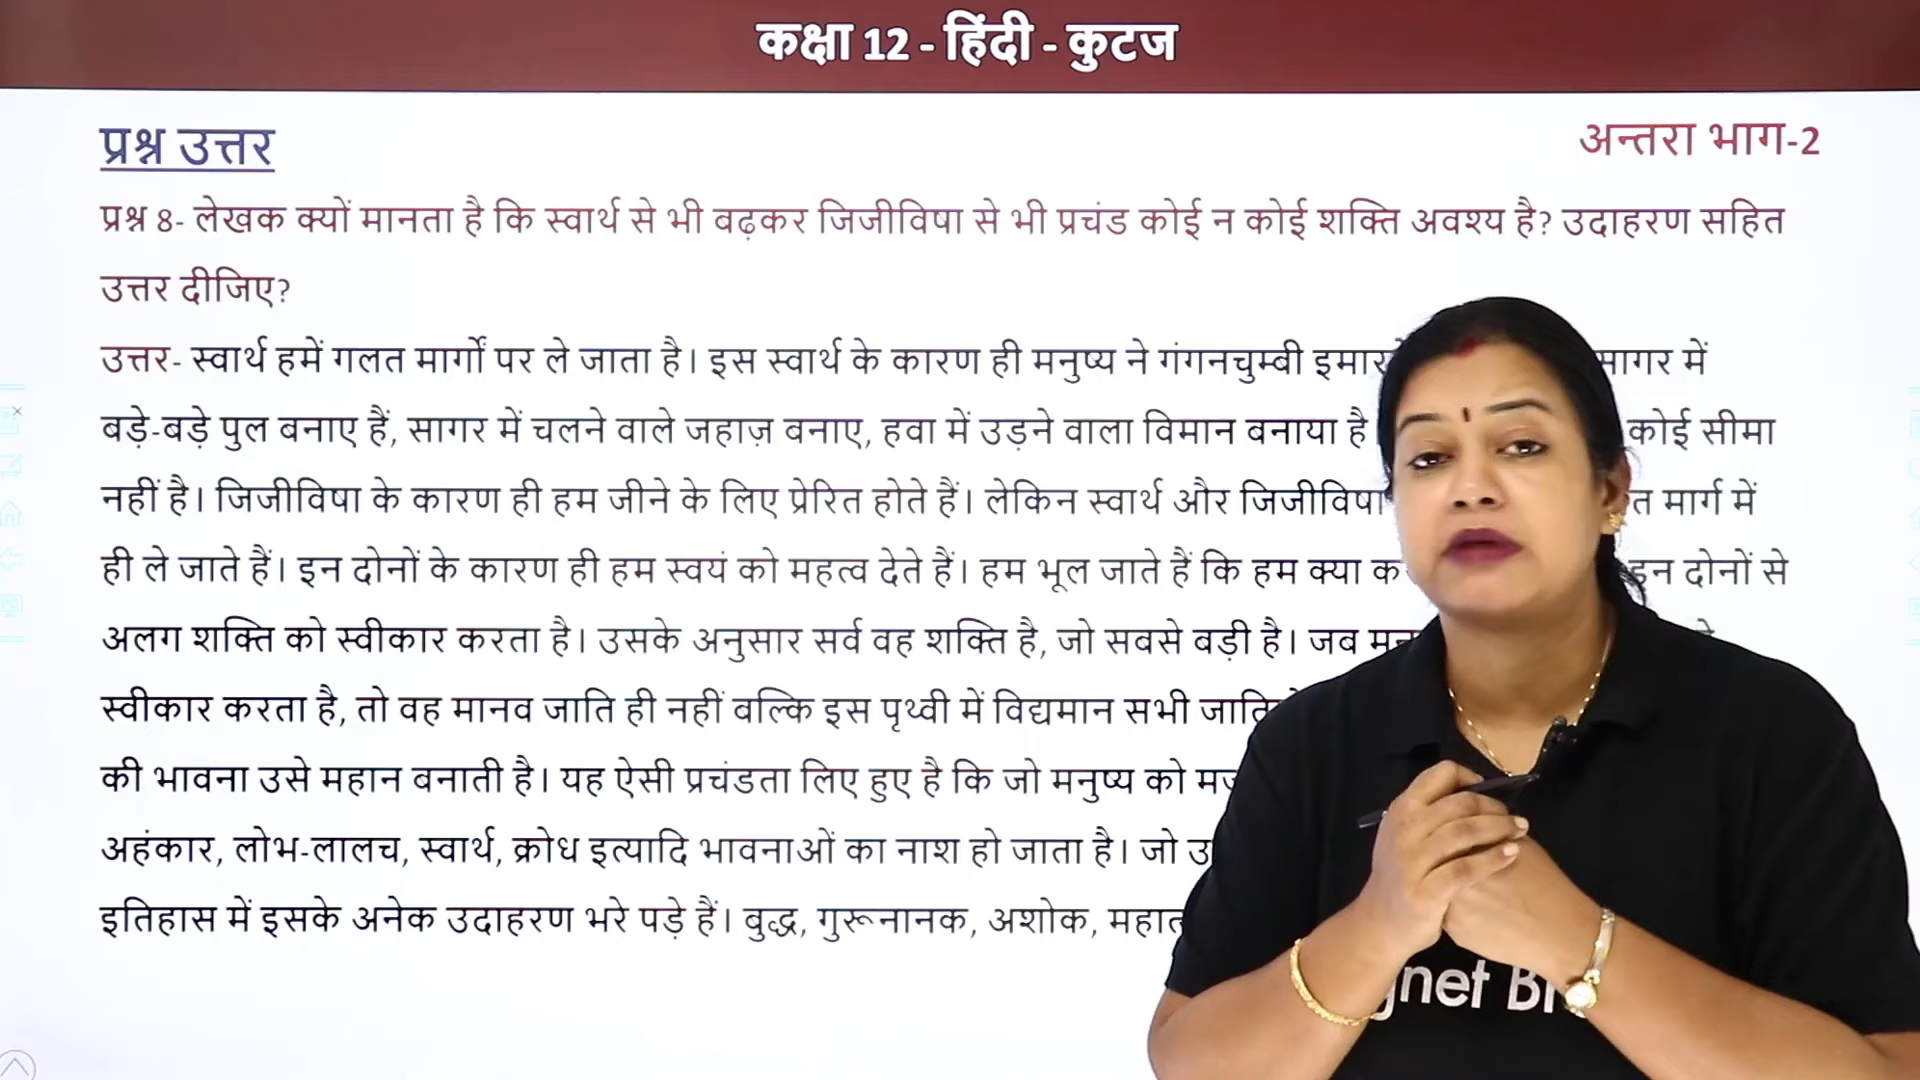 कक्षा 12 - हिंदी - कुटज
प्रश्न उत्तर
अन्तरा भाग-2
प्रश्न 8- लेखक क्यों मानता है कि स्वार्थ से भी बढ़कर जिजीविषा से भी प्रचंड कोई न कोई शक्ति अवश्य है? उदाहरण सहित
उत्तर दीजिए?
उत्तर- स्वार्थ हमें गलत मार्गों पर ले जाता है। इस स्वार्थ के कारण ही मनुष्य ने गंगनचुम्बी सागर में
बड़े-बड़े पुल बनाए हैं, सागर में चलने वाले जहाज़ बनाए, हवा में उड़ने वाला विमान बनाया है कोई सीमा
नहीं है। जिजीविषा के कारण ही हम जीने के लिए प्रेरित होते हैं। लेकिन स्वार्थ और जिजीविषा मार्ग में
ही ले जाते हैं। इन दोनों के कारण ही हम स्वयं को महत्व देते हैं। हम भूल जाते हैं कि हम क्या इन दोनों से
अलग शक्ति को स्वीकार करता है। उसके अनुसार सर्व वह शक्ति है, जो सबसे बड़ी है। जब
स्वीकार करता है, तो वह मानव जाति ही नहीं बल्कि इस पृथ्वी में विद्यमान सभी
की भावना उसे महान बनाती है। यह ऐसी प्रचंडता लिए हुए है कि जो मनुष्य को
अहंकार, लोभ-लालच, स्वार्थ, क्रोध इत्यादि भावनाओं का नाश हो जाता है। जो
इतिहास में इसके अनेक उदाहरण भरे पड़े हैं। बुद्ध, गुरूनानक, अशोक,